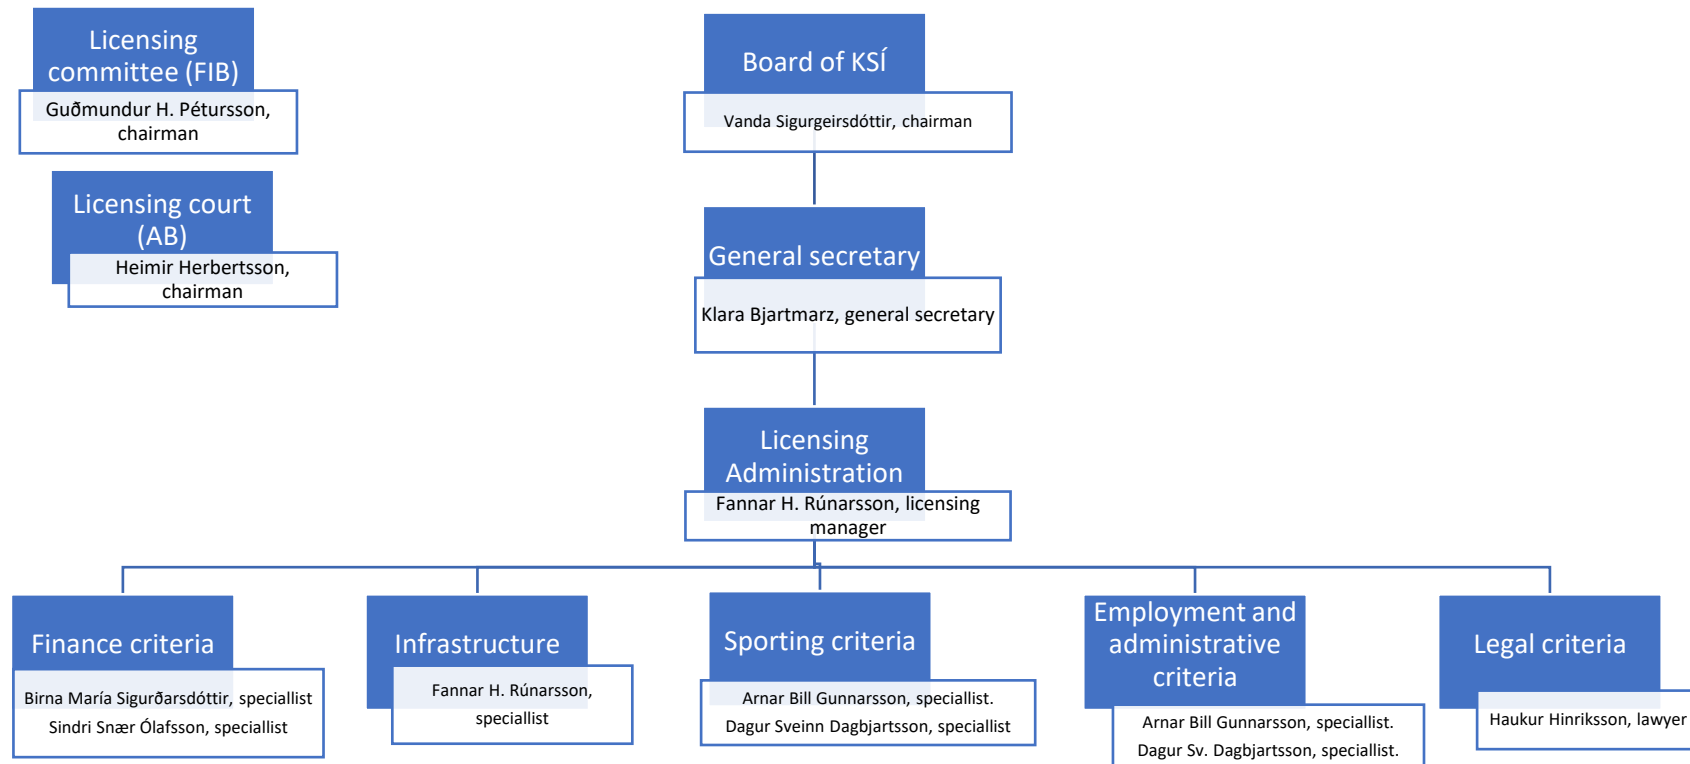 Licensing
committee (FIB)
Guðmundur H. Pétursson,
chairman
Licensing court
(AB)
Heimir Herbertsson,
chairman
Board of KSÍ
Vanda Sigurgeirsdóttir, chairman
General secretary
Klara Bjartmarz, general secretary
Licensing
Administration
Fannar H. Rúnarsson, licensing
manager
Finance criteria
Birna María Sigurðarsdóttir, speciallist
Sindri Snær Ólafsson, speciallist
Infrastructure
Fannar H. Rúnarsson,
speciallist
Sporting criteria
Arnar Bill Gunnarsson, speciallist.
Dagur Sveinn Dagbjartsson, speciallist
Employment and
administrative
criteria
Arnar Bill Gunnarsson, speciallist.
Dagur Sv. Dagbjartsson, speciallist.
Legal criteria
Haukur Hinriksson, lawyer